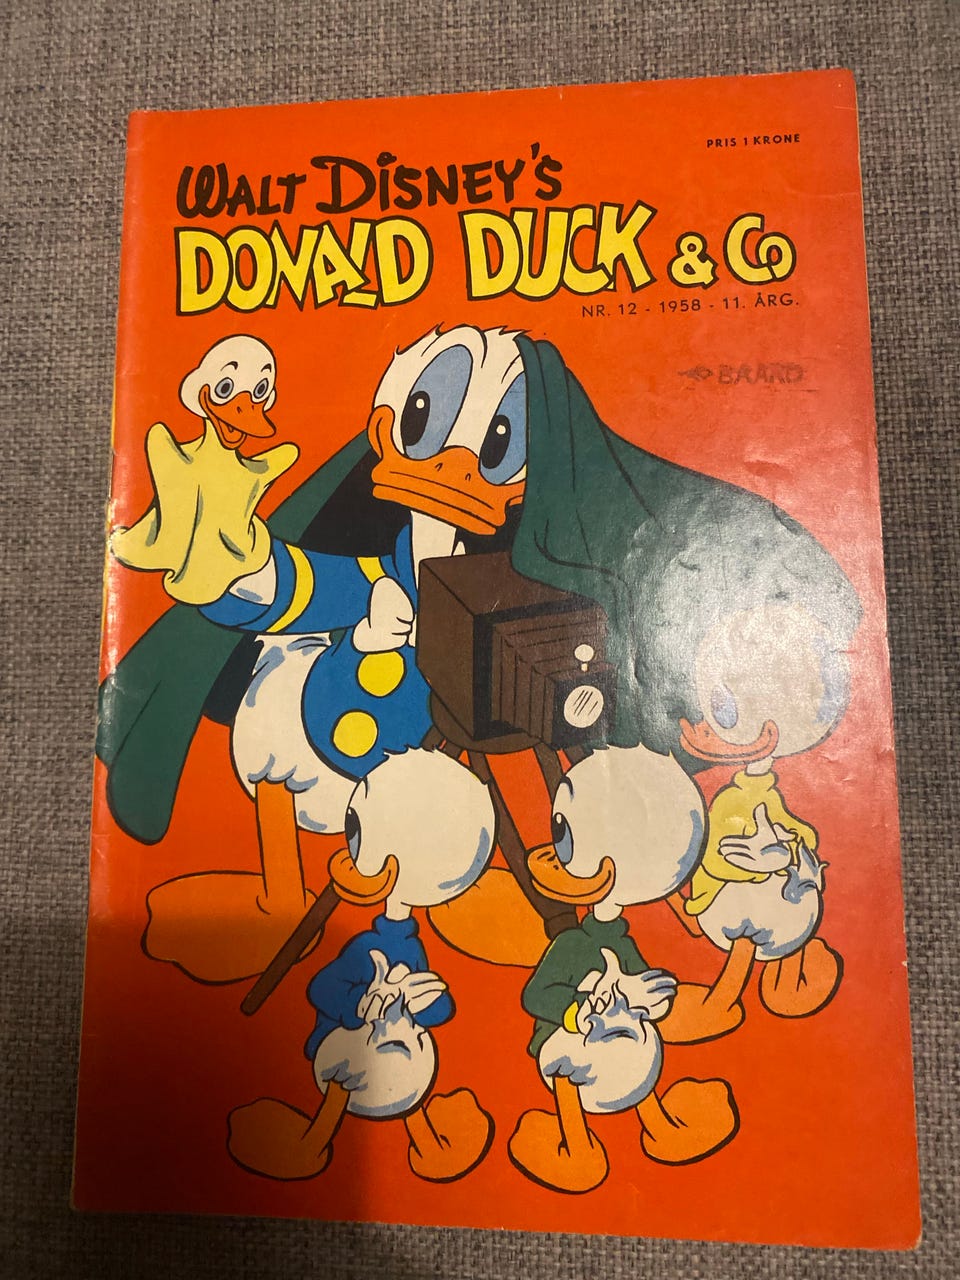 PRIS 1 KRONE
WALT DISNEY'S
DONALD DUCK & Co
NR. 12 - 1958 - 11. ÅRG.